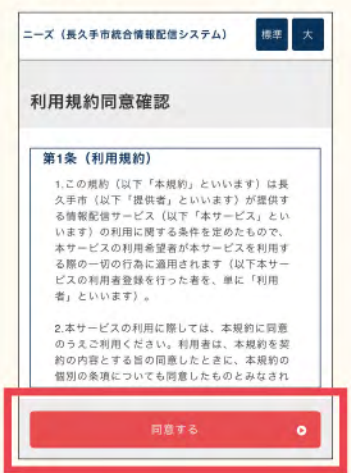 ニーズ（長久手市統合情報配信システム）
標準 大
利用規約同意確認
第1条（利用規約）
1.この規約（以下「本規約」といいます）は長
久手市（以下「提供者」といいます）が提供す
る情報配信サービス（以下「本サービス」とい
います）の利用に関する条件を定めたもので、
本サービスの利用希望者が本サービスを利用す
る際の一切の行為に適用されます（以下本サー
ビスの利用者登録を行った者を、単に「利用
者」といいます）。
2.本サービスの利用に際しては、本規約に同意
のうえご利用ください。利用者は、本規約を契
約の内容とする旨の同意したときに、本規約の
個別の条項についても同意したものとみなされ
同意する